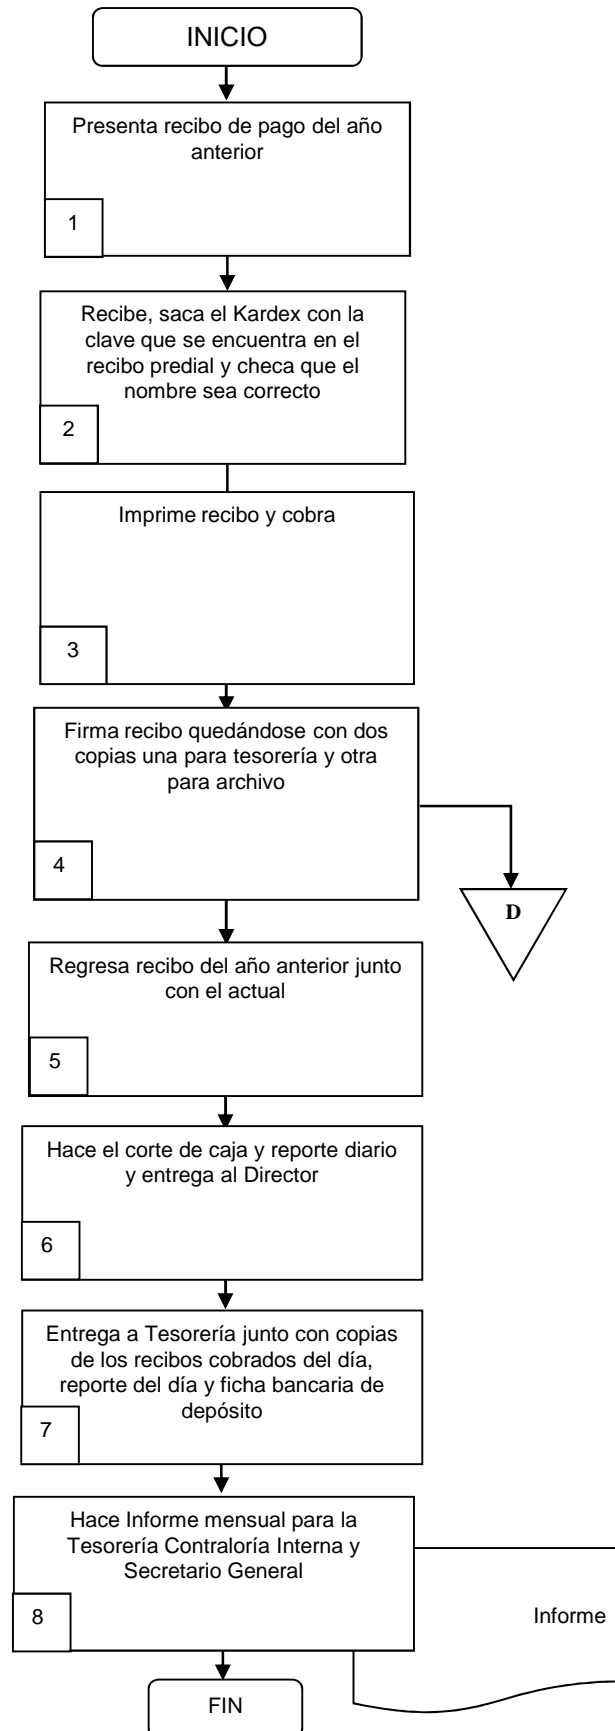 INICIO
Presenta recibo de pago del año
anterior
1
Recibe, saca el Kardex con la
clave que se encuentra en el
recibo predial y checa que el
nombre sea correcto
2
Imprime recibo y cobra
3
Firma recibo quedándose con dos
copias una para tesorería y otra
para archivo
4
D
Regresa recibo del año anterior junto
con el actual
5
Hace el corte de caja y reporte diario
y entrega al Director
6
Entrega a Tesorería junto con copias
de los recibos cobrados del día,
reporte del día y ficha bancaria de
depósito
7
Hace Informe mensual para la
Tesorería Contraloría Interna y
Secretario General
8
Informe
FIN